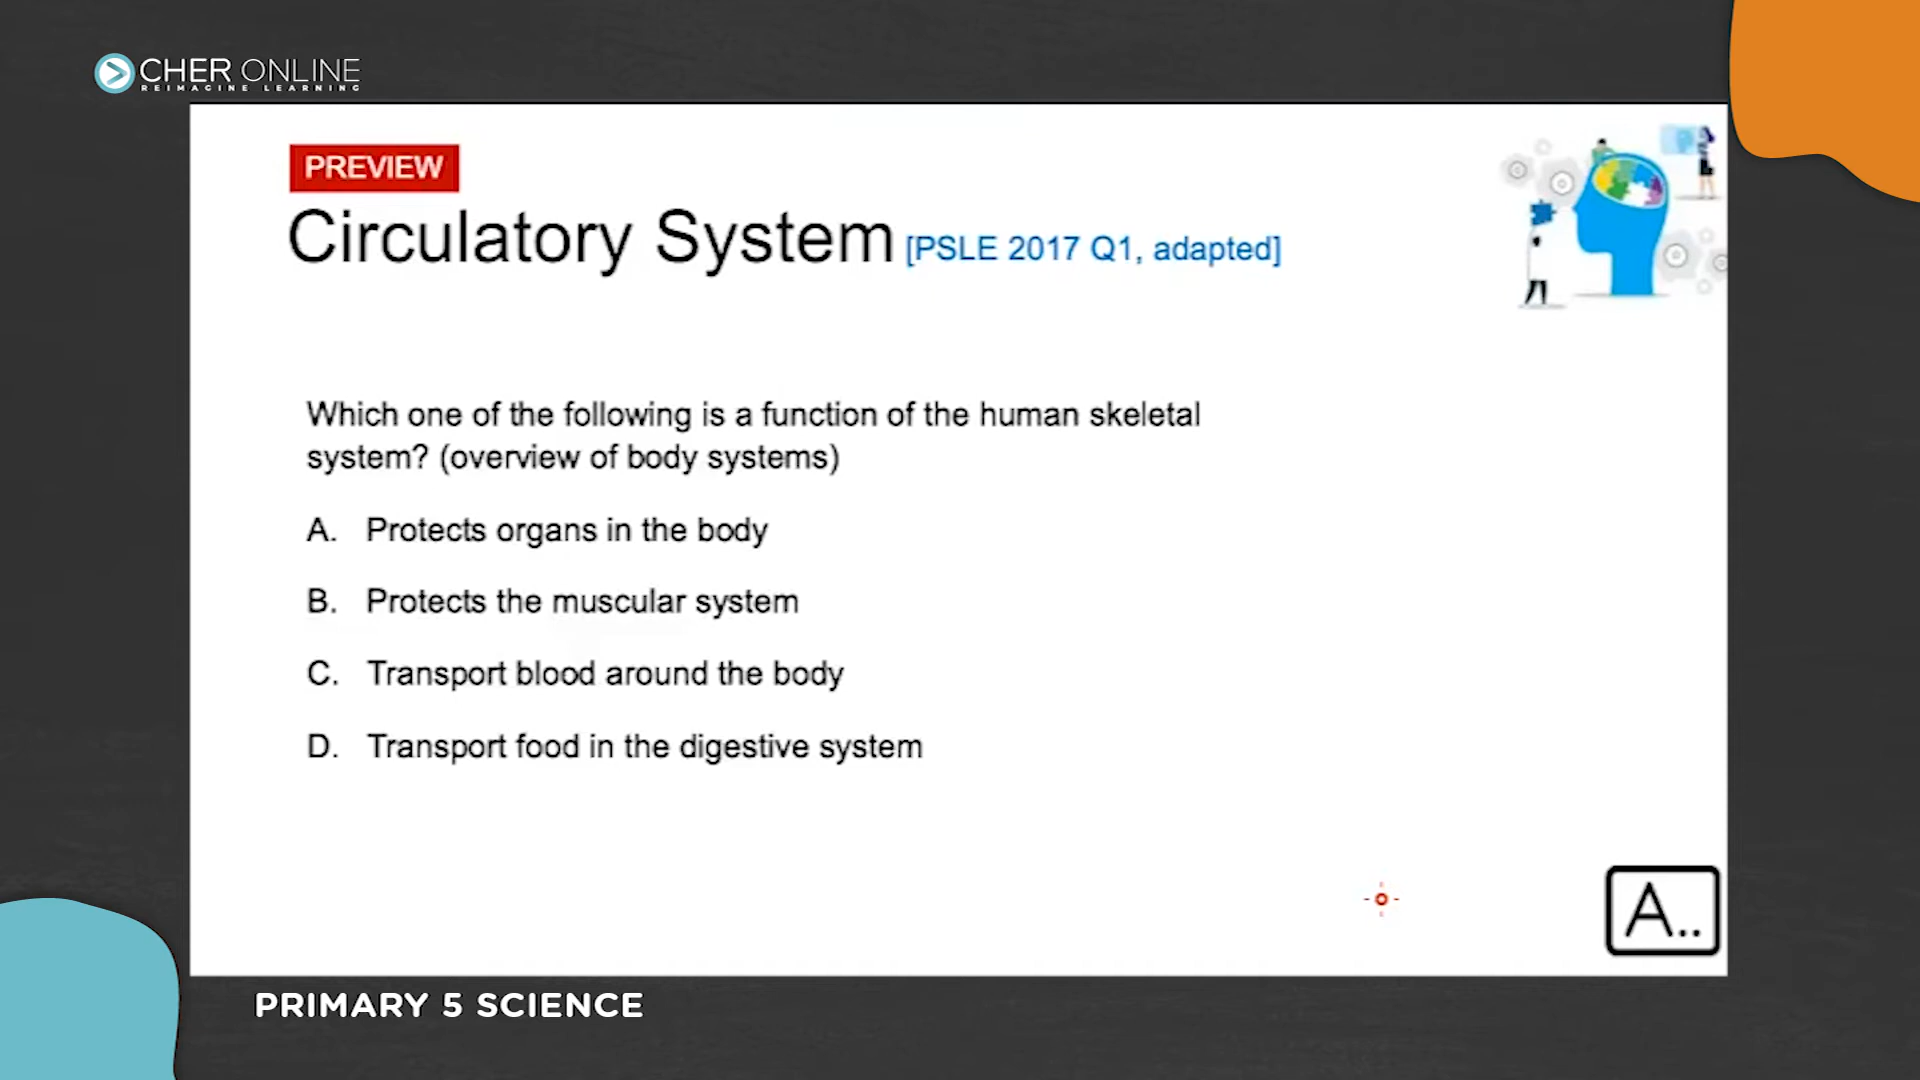 CHER ONLINE
REIMAGINE LEARNING
PREVIEW
Circulatory System [PSLE 2017 Q1, adapted]
Which one of the following is a function of the human skeletal
system? (overview of body systems)
A. Protects organs in the body
B. Protects the muscular system
C. Transport blood around the body
D. Transport food in the digestive system
A..
PRIMARY 5 SCIENCE